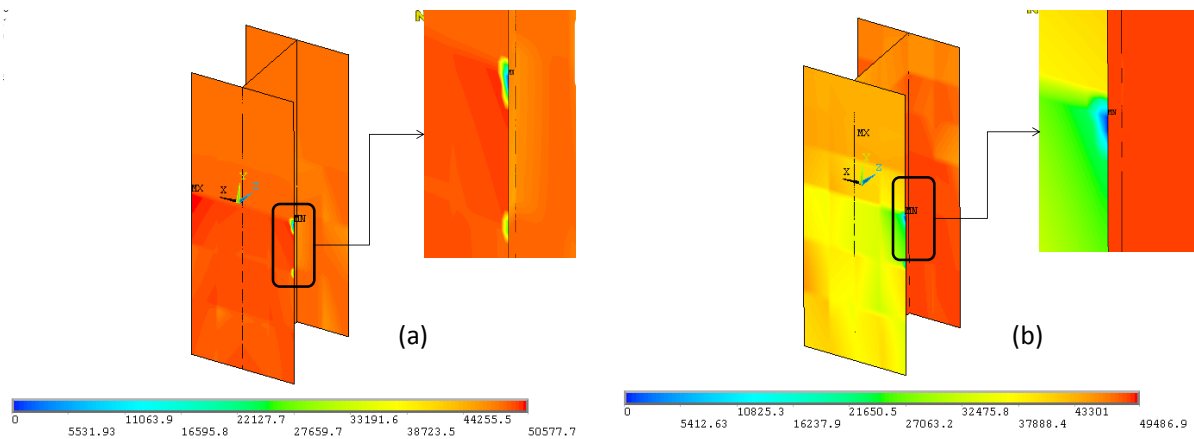 N
MN
MX
X
Y
Z
MN
(a)
0
11063.9
22127.7
33191.6
44255.5
5531.93
16595.8
27659.7
38723.5
50577.7
N
MN
MX
X
Y
Z
MN
(b)
0
10825.3
21650.5
32475.8
43301
5412.63
16237.9
27063.2
37888.4
49486.9